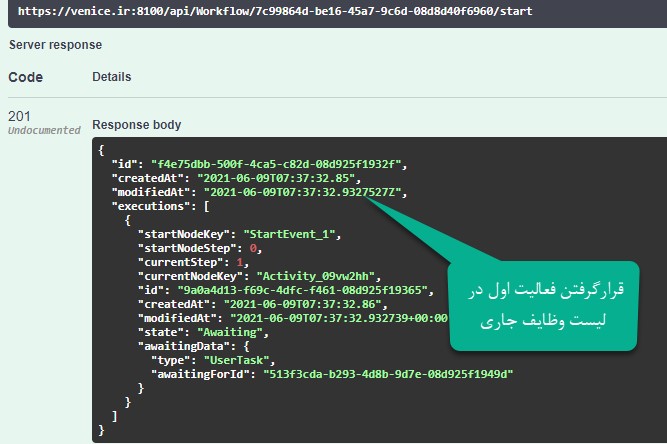 https://venice.ir:8100/api/Workflow/7c99864d-be16-45a7-9c6d-08d8d40f6960/start
Server response
Code Details
201
Undocumented
Response body
{
"id": "f4e75dbb-500f-4ca5-c82d-08d925f1932f",
"createdAt": "2021-06-09T07:37:32.85",
"modifiedAt": "2021-06-09T07:37:32.9327527Z",
"executions": [
{
"startNodeKey": "StartEvent_1",
"startNodeStep": 0,
"currentStep": 1,
"currentNodeKey": "Activity_09vw2hh",
"id": "9a0a4d13-f69c-4dfc-f461-08d925f19365",
"createdAt": "2021-06-09T07:37:32.86",
"modifiedAt": "2021-06-09T07:37:32.932739+00:00
"state": "Awaiting",
"awaitingData": {
"type": "UserTask",
"awaitingForId": "513f3cda-b293-4d8b-9d7e-08d925f1949d"
}
}
]
}
قرارگرفتن فعالیت اول در
لیست وظایف جاری